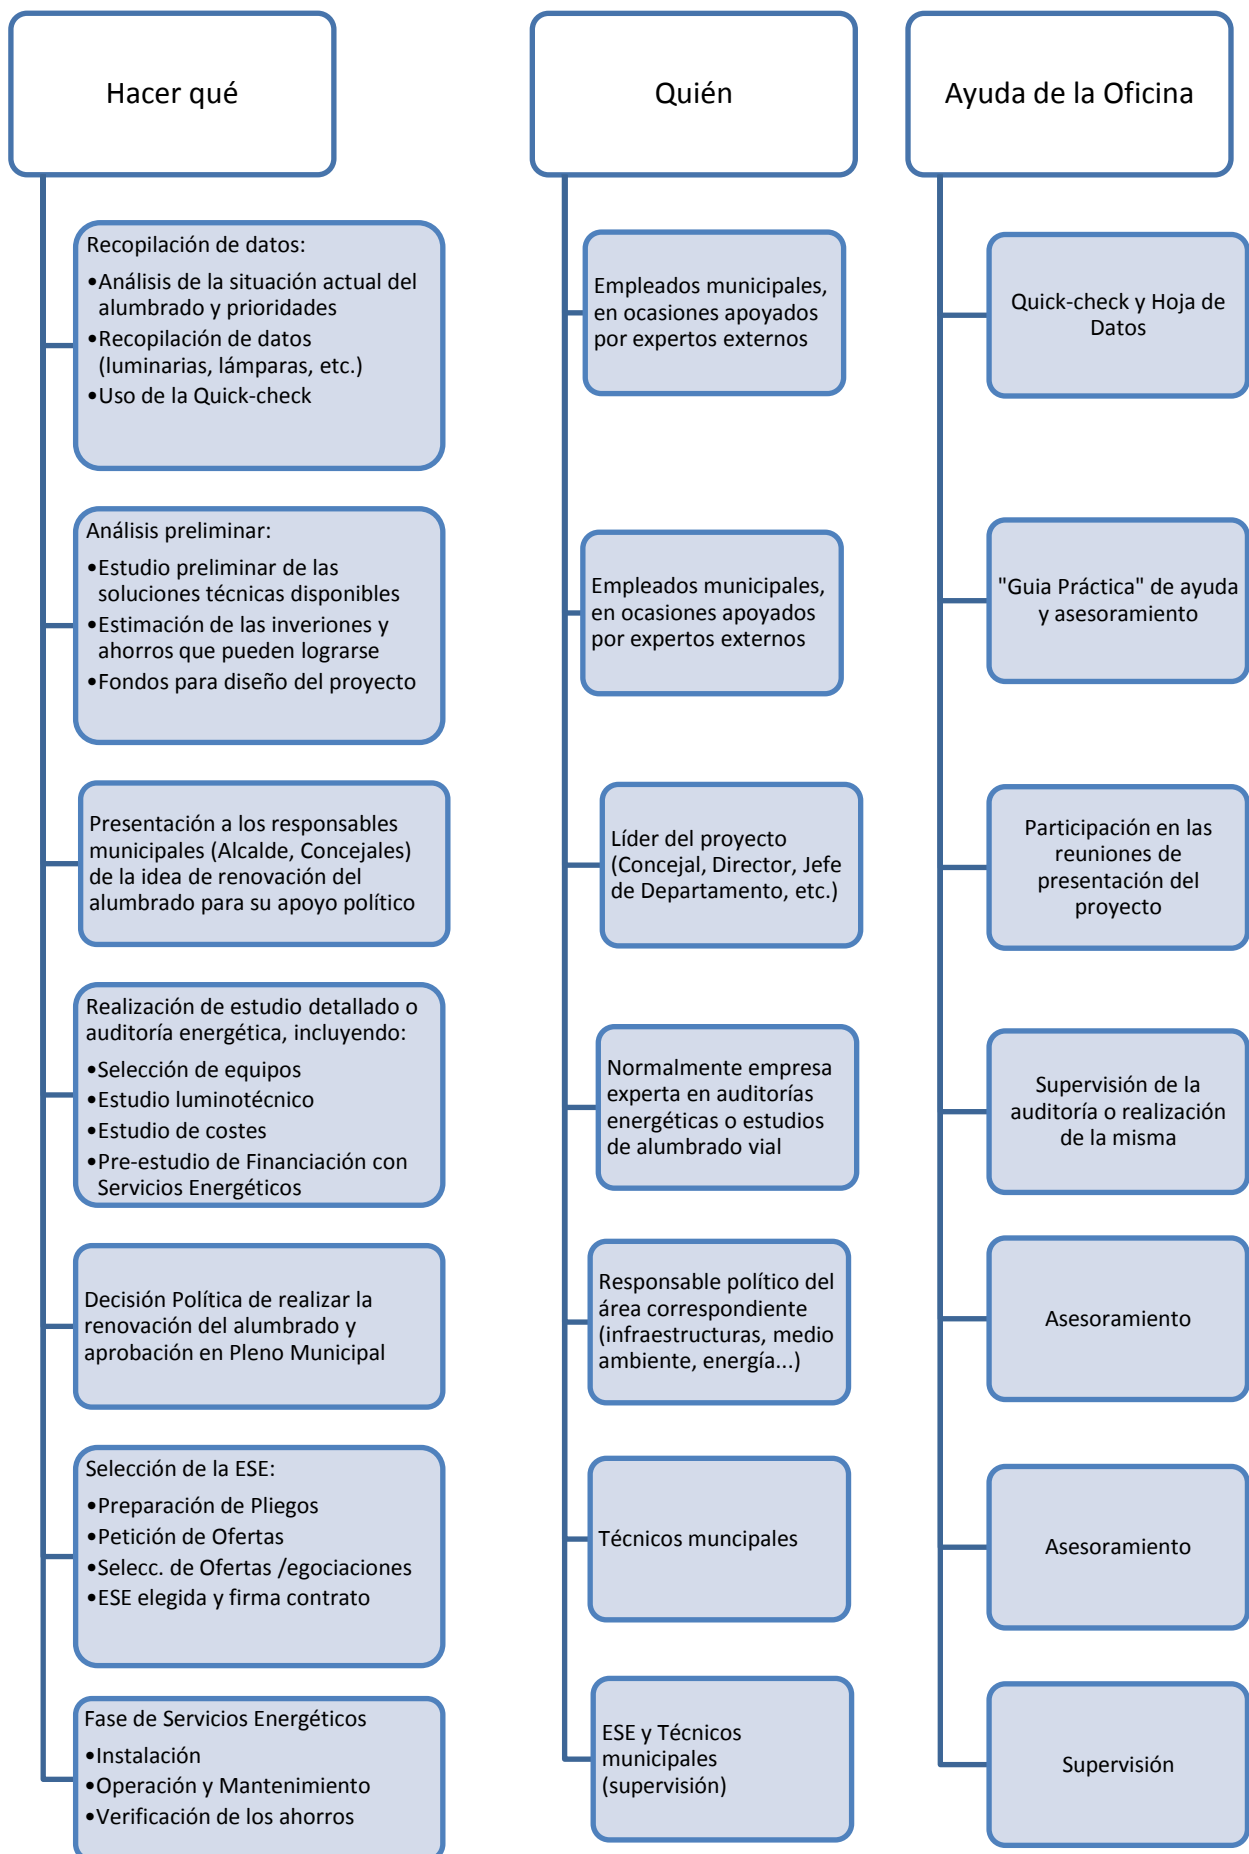 Hacer qué
Recopilación de datos:
•Análisis de la situación actual del
alumbrado y prioridades
•Recopilación de datos
(luminarias, lámparas, etc.)
•Uso de la Quick-check
Análisis preliminar:
•Estudio preliminar de las
soluciones técnicas disponibles
•Estimación de las inveriones y
ahorros que pueden lograrse
•Fondos para diseño del proyecto
Presentación a los responsables
municipales (Alcalde, Concejales)
de la idea de renovación del
alumbrado para su apoyo político
Realización de estudio detallado o
auditoría energética, incluyendo:
•Selección de equipos
•Estudio luminotécnico
•Estudio de costes
•Pre-estudio de Financiación con
Servicios Energéticos
Decisión Política de realizar la
renovación del alumbrado y
aprobación en Pleno Municipal
Selección de la ESE:
•Preparación de Pliegos
•Petición de Ofertas
•Selecc. de Ofertas /egociaciones
•ESE elegida y firma contrato
Fase de Servicios Energéticos
•Instalación
•Operación y Mantenimiento
•Verificación de los ahorros
Quién
Empleados municipales,
en ocasiones apoyados
por expertos externos
Empleados municipales,
en ocasiones apoyados
por expertos externos
Líder del proyecto
(Concejal, Director, Jefe
de Departamento, etc.)
Normalmente empresa
experta en auditorías
energéticas o estudios
de alumbrado vial
Responsable político del
área correspondiente
(infraestructuras, medio
ambiente, energía...)
Técnicos muncipales
ESE y Técnicos
municipales
(supervisión)
Ayuda de la Oficina
Quick-check y Hoja de
Datos
"Guia Práctica" de ayuda
y asesoramiento
Participación en las
reuniones de
presentación del
proyecto
Supervisión de la
auditoría o realización
de la misma
Asesoramiento
Asesoramiento
Supervisión